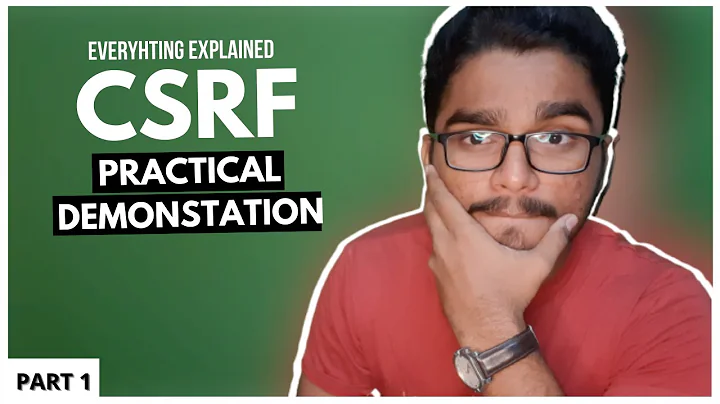 EVERYHTING EXPLAINED
CSRF
PRACTICAL
DEMONSTATION
PART 1